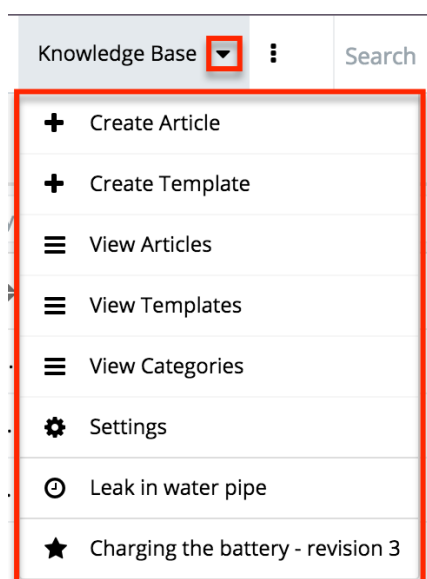 Knowledge Base Search
Create Article
Create Template
View Articles
View Templates
View Categories
Settings
Leak in water pipe
Charging the battery - revision 3